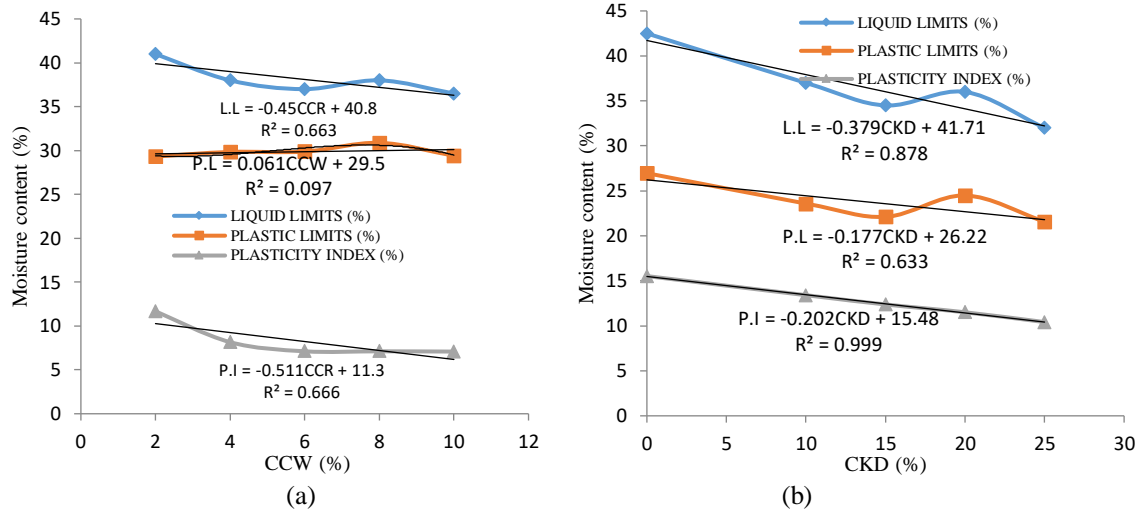 45
40
35
30
25
20
15
10
5
0
Moisture content (%)
L.L = -0.45CCR + 40.8
R² = 0.663
P.L = 0.061CCW + 29.5
R² = 0.097
LIQUID LIMITS (%)
PLASTIC LIMITS (%)
PLASTICITY INDEX (%)
P.I = -0.511CCR + 11.3
R² = 0.666
0 2 4 6 8 10 12
CCW (%)
(a)
45
40
35
30
25
20
15
10
5
0
Moisture content (%)
LIQUID LIMITS (%)
PLASTIC LIMITS (%)
PLASTICITY INDEX (%)
L.L = -0.379CKD + 41.71
R² = 0.878
P.L = -0.177CKD + 26.22
R² = 0.633
P.I = -0.202CKD + 15.48
R² = 0.999
0 5 10 15 20 25 30
CKD (%)
(b)